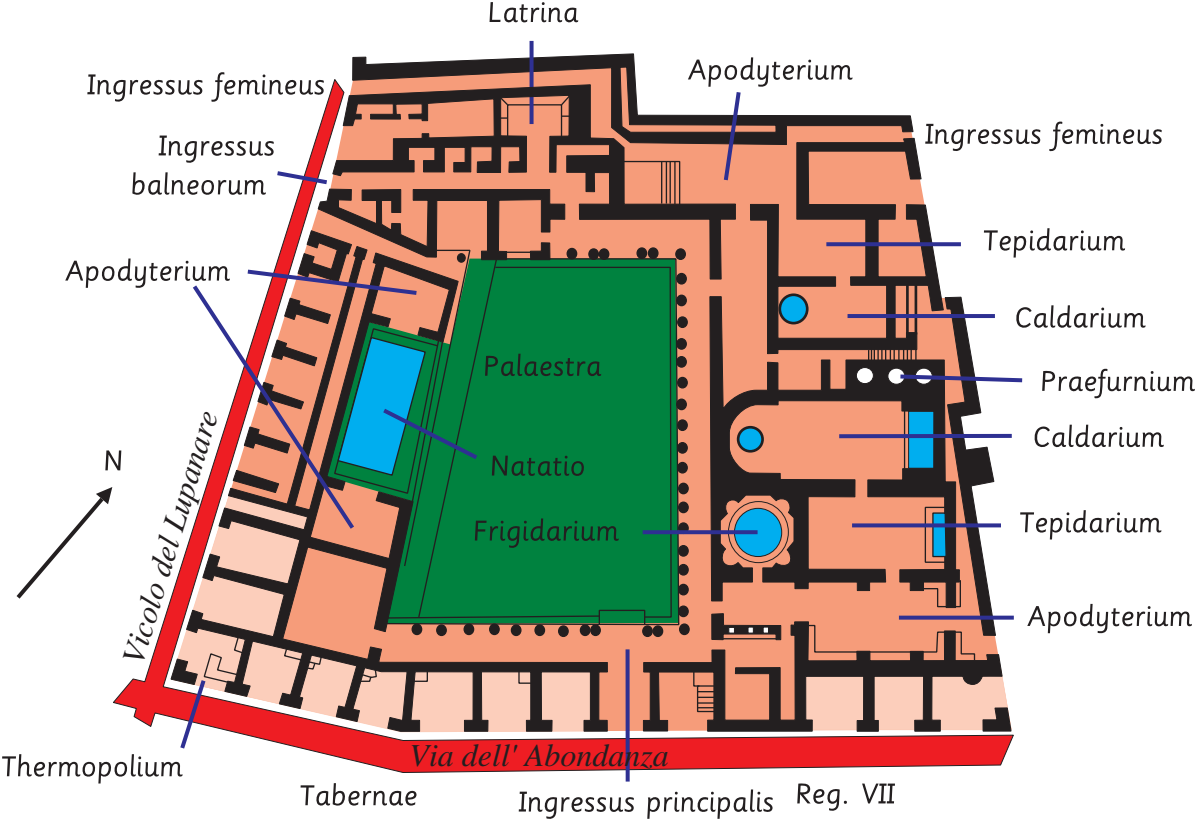 Latrina
Apodyterium
Ingressus femineus
Ingressus femineus
Ingressus
balneorum
Tepidarium
Apodyterium
Caldarium
Palaestra
Praefurnium
Caldarium
N
Natatio
Vicolo del Lupanare
Frigidarium
Tepidarium
Apodyterium
Via dell' Abondanza
Thermopolium
Tabernae
Ingressus principalis
Reg. VII